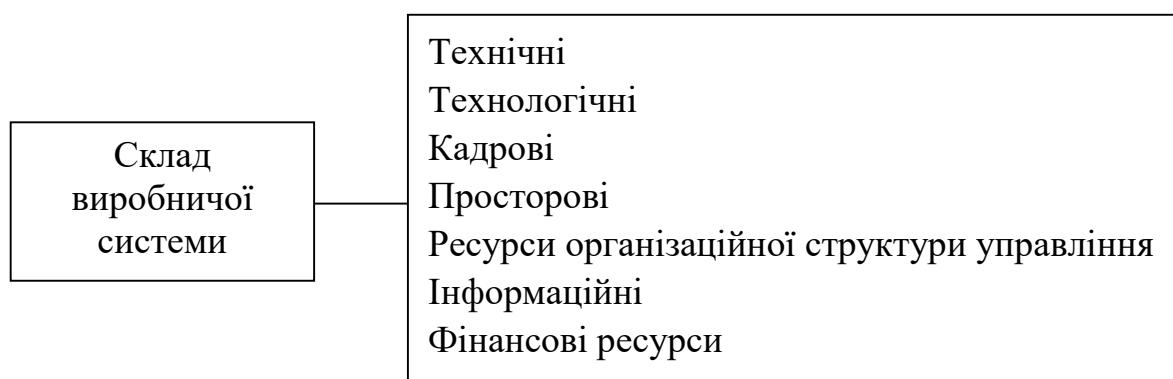 Склад
виробничої
системи
Технічні
Технологічні
Кадрові
Просторові
Ресурси організаційної структури управління
Інформаційні
Фінансові ресурси